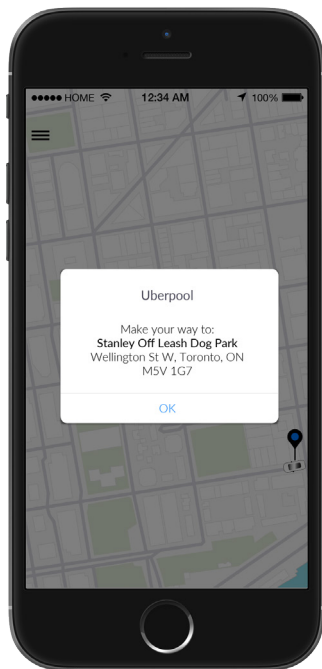 HOME 12:34 AM 100%
Uberpool
Make your way to:
Stanley Off Leash Dog Park
Wellington St W, Toronto, ON
M5V 1G7
OK